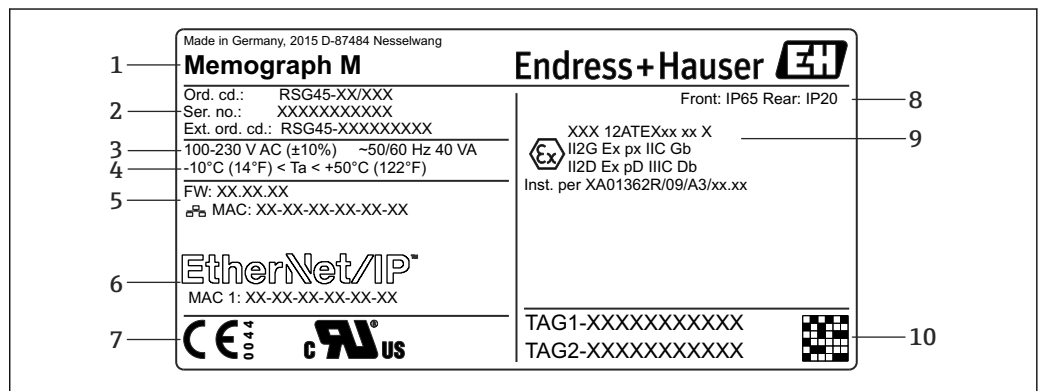 Made in Germany, 2015 D-87484 Nesselwang
1
Memograph M
Endress+Hauser EH
Ord. cd.: RSG45-XX/XXX
Front: IP65 Rear: IP20
8
2
Ser. no.: XXXXXXXXXXX
Ext. ord. cd.: RSG45-XXXXXXXXX
3
100-230 V AC (±10%) ~50/60 Hz 40 VA
4
-10°C (14°F) < Ta < +50°C (122°F)
XXX 12ATEXxx xx X
9
Ex
II2G Ex px IIC Gb
II2D Ex pD IIIC Db
Inst. per XA01362R/09/A3/xx.xx
5
FW: XX.XX.XX
MAC: XX-XX-XX-XX-XX-XX
6
EtherNet/IP™
MAC 1: XX-XX-XX-XX-XX-XX
7
CE 0044
c RU® US
TAG1-XXXXXXXXXXX
TAG2-XXXXXXXXXXX
10